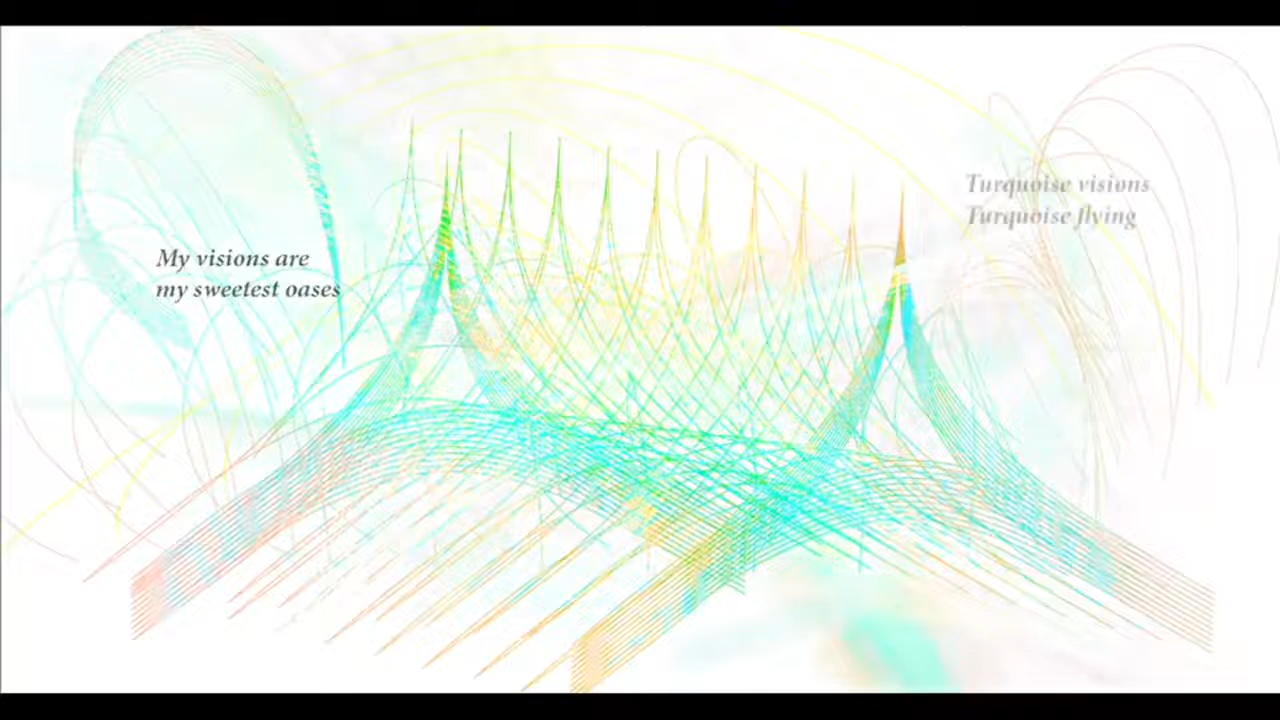 My visions are
my sweetest oases
Turquoise visions
Turquoise flying